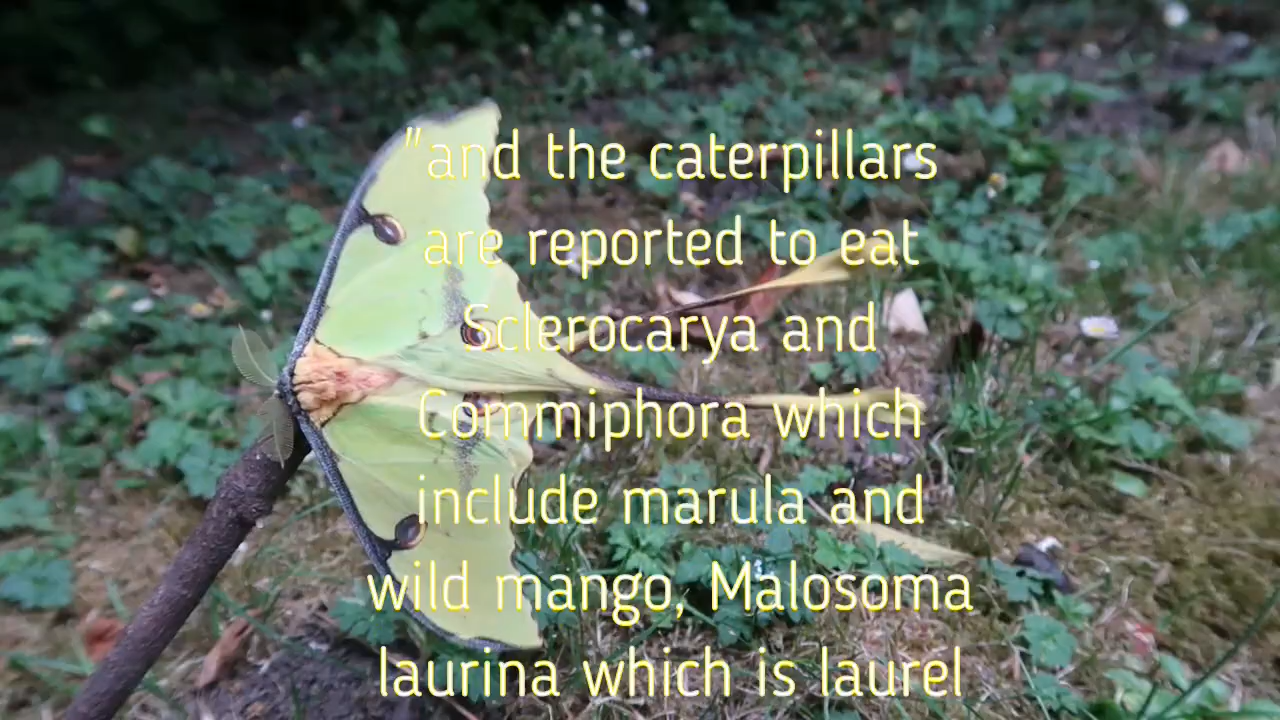 "and the caterpillars
are reported to eat
Sclerocarya and
Commiphora which
include marula and
wild mango, Malosoma
laurina which is laurel